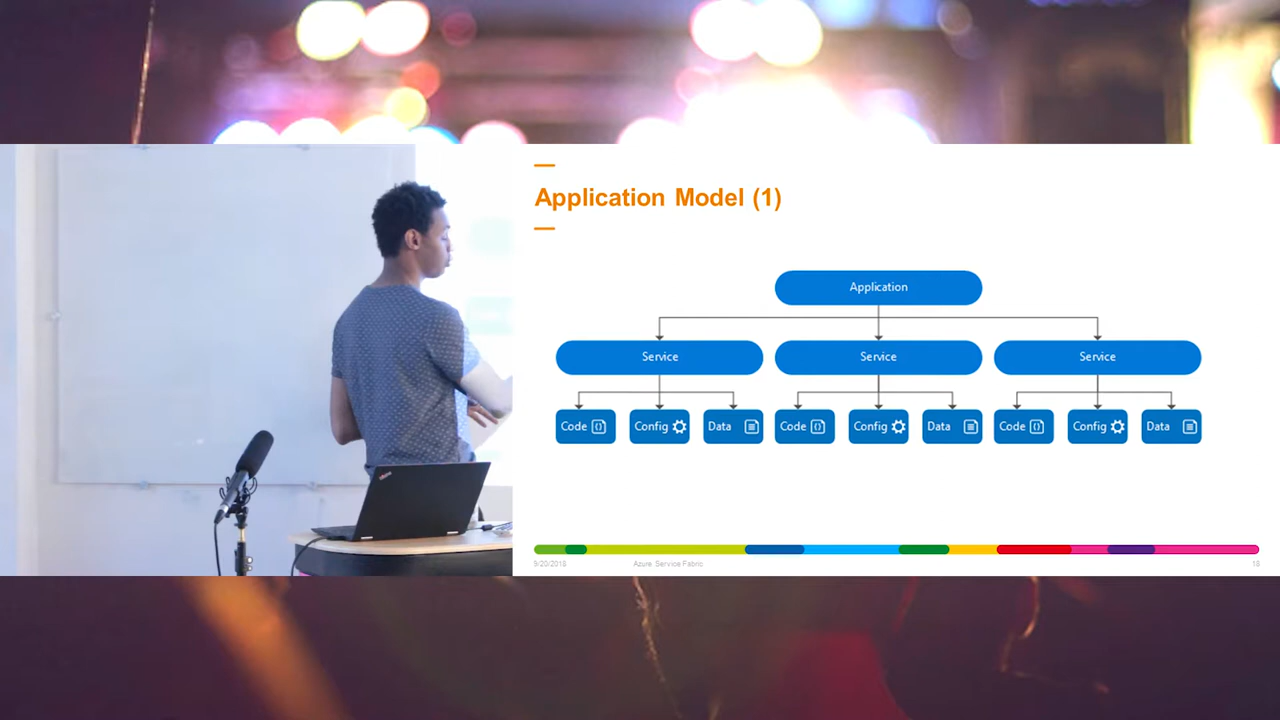 Application Model (1)
Application
Service Service Service
Code Config Data Code Config Data Code Config Data
9/20/2018 Azure Service Fabric 18